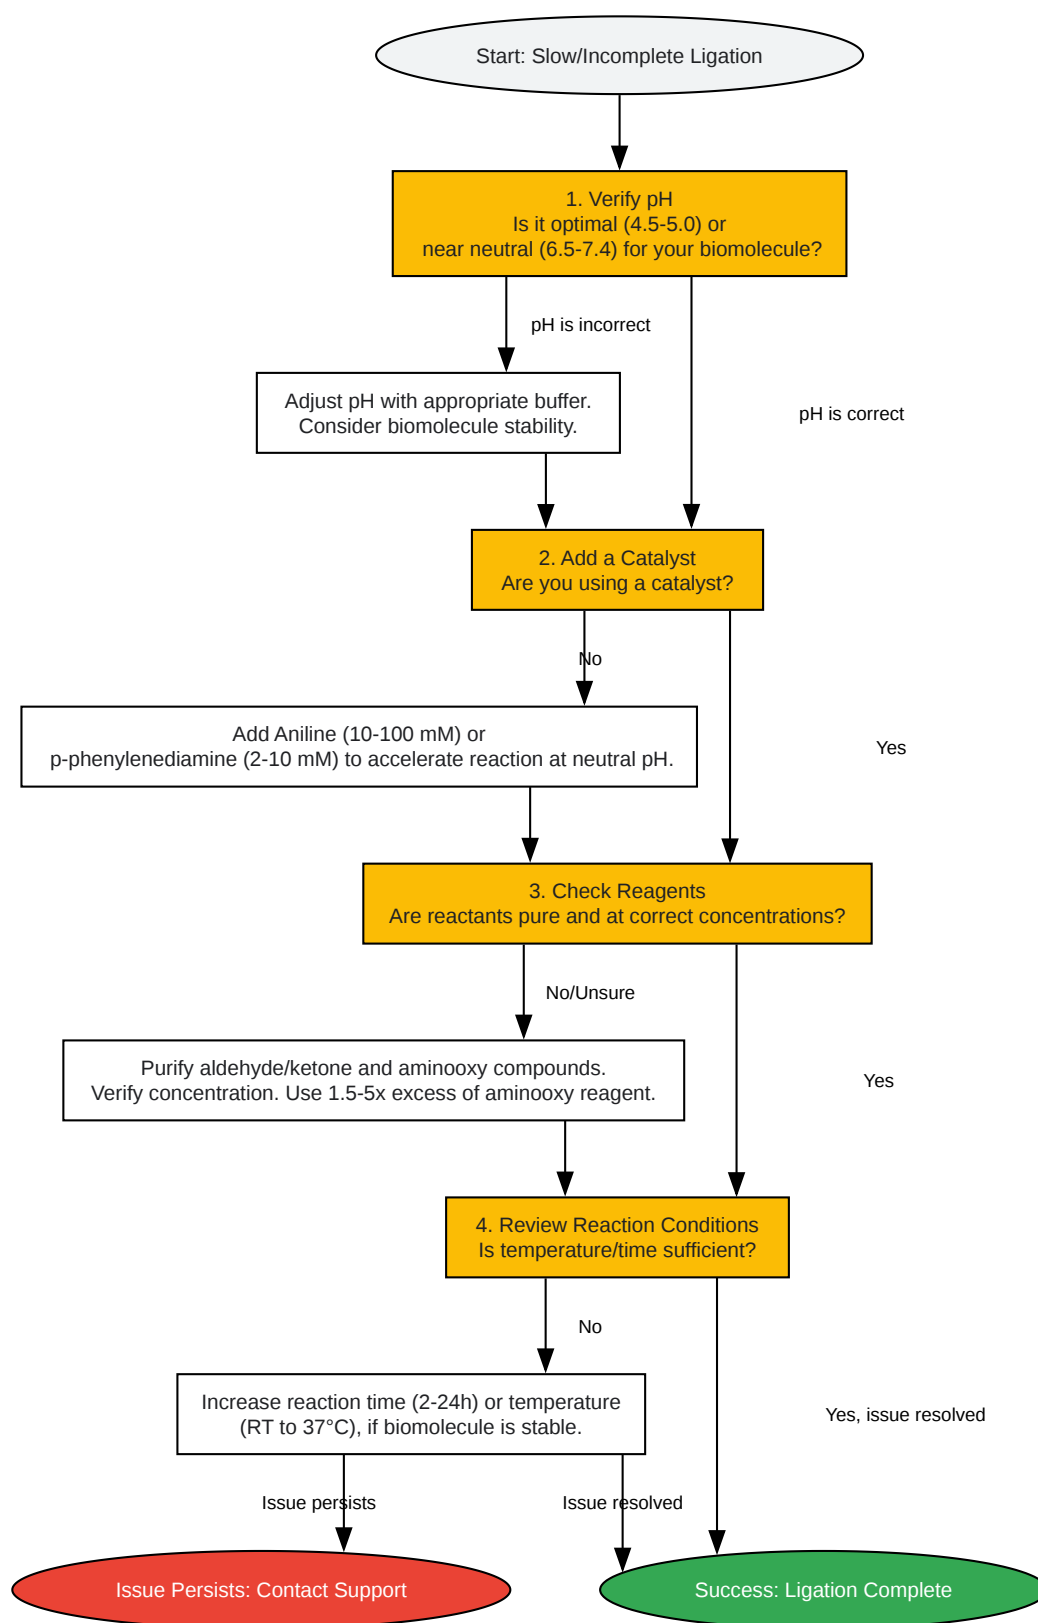 Start: Slow/Incomplete Ligation
1. Verify pH
Is it optimal (4.5-5.0) or
near neutral (6.5-7.4) for your biomolecule?
pH is incorrect
Adjust pH with appropriate buffer.
Consider biomolecule stability.
pH is correct
2. Add a Catalyst
Are you using a catalyst?
No
Add Aniline (10-100 mM) or
p-phenylenediamine (2-10 mM) to accelerate reaction at neutral pH.
Yes
3. Check Reagents
Are reactants pure and at correct concentrations?
No/Unsure
Purify aldehyde/ketone and aminooxy compounds.
Verify concentration. Use 1.5-5x excess of aminooxy reagent.
Yes
4. Review Reaction Conditions
Is temperature/time sufficient?
No
Increase reaction time (2-24h) or temperature
(RT to 37°C), if biomolecule is stable.
Yes, issue resolved
Issue persists
Issue resolved
Issue Persists: Contact Support
Success: Ligation Complete